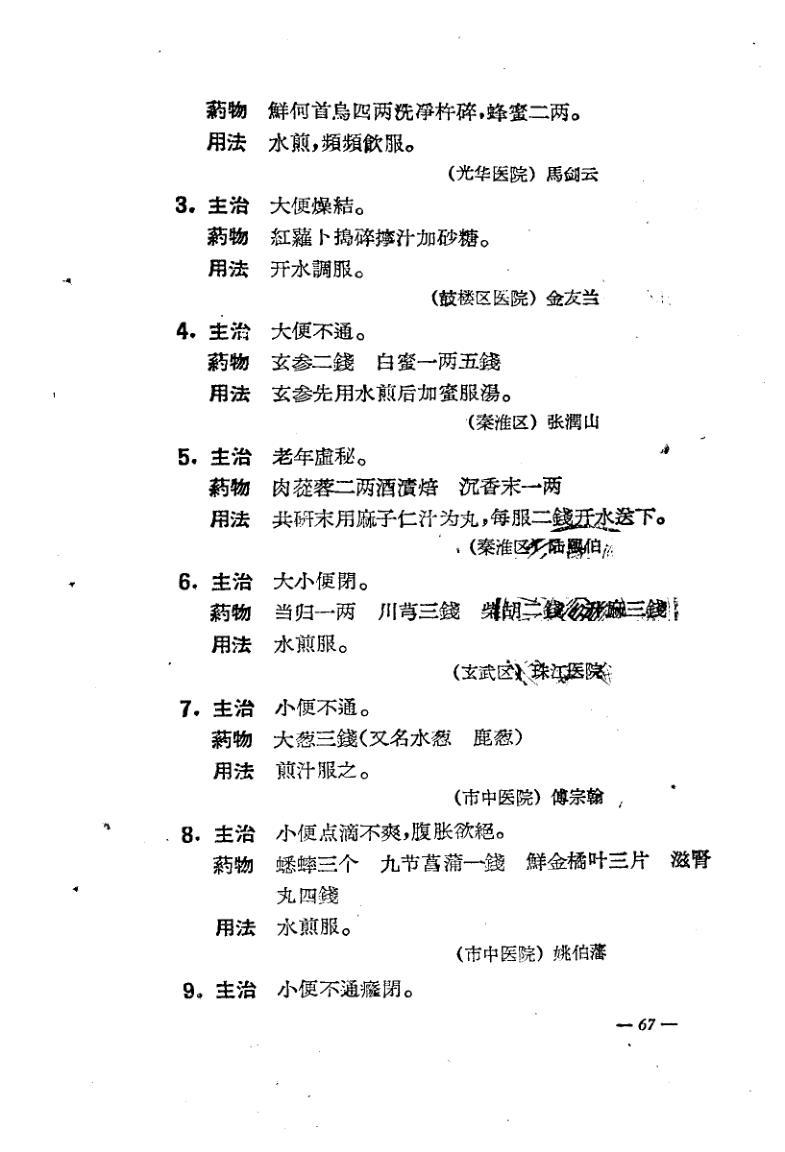 葯物　鮮何首烏四两洗凈杵碎，蜂蜜二两。
用法　水煎，頻頻飲服。
（光华医院）馬劍云
3．主治　大便燥結。
葯物　紅蘿卜搗碎擰汁加砂糖。
用法　开水調服。
（鼓楼区医院）金友兰
4．主治　大便不通。
葯物　玄参二錢　白蜜一两五錢
用法　玄参先用水煎后加蜜服湯。
（秦淮区）张潤山
5．主治　老年虛秘。
葯物　肉蓯蓉二两酒漬焙　沉香末一两
用法　共研末用麻子仁汁为丸，每服二錢开水送下。
（秦淮区）陆伯
6．主治　大小便閉。
葯物　当归一两　川芎三錢　柴胡二錢　升麻三錢
用法　水煎服。
（玄武区）珠江医院
7．主治　小便不通。
葯物　大葱三錢（又名水葱　鹿葱）
用法　煎汁服之。
（市中医院）傅宗翰
8．主治　小便点滴不爽，腹胀欲絕。
葯物　蟋蟀三个　九节菖蒲一錢　鮮金橘叶三片　滋腎
丸四錢
用法　水煎服。
（市中医院）姚伯藩
9．主治　小便不通癃閉。
— 67 —